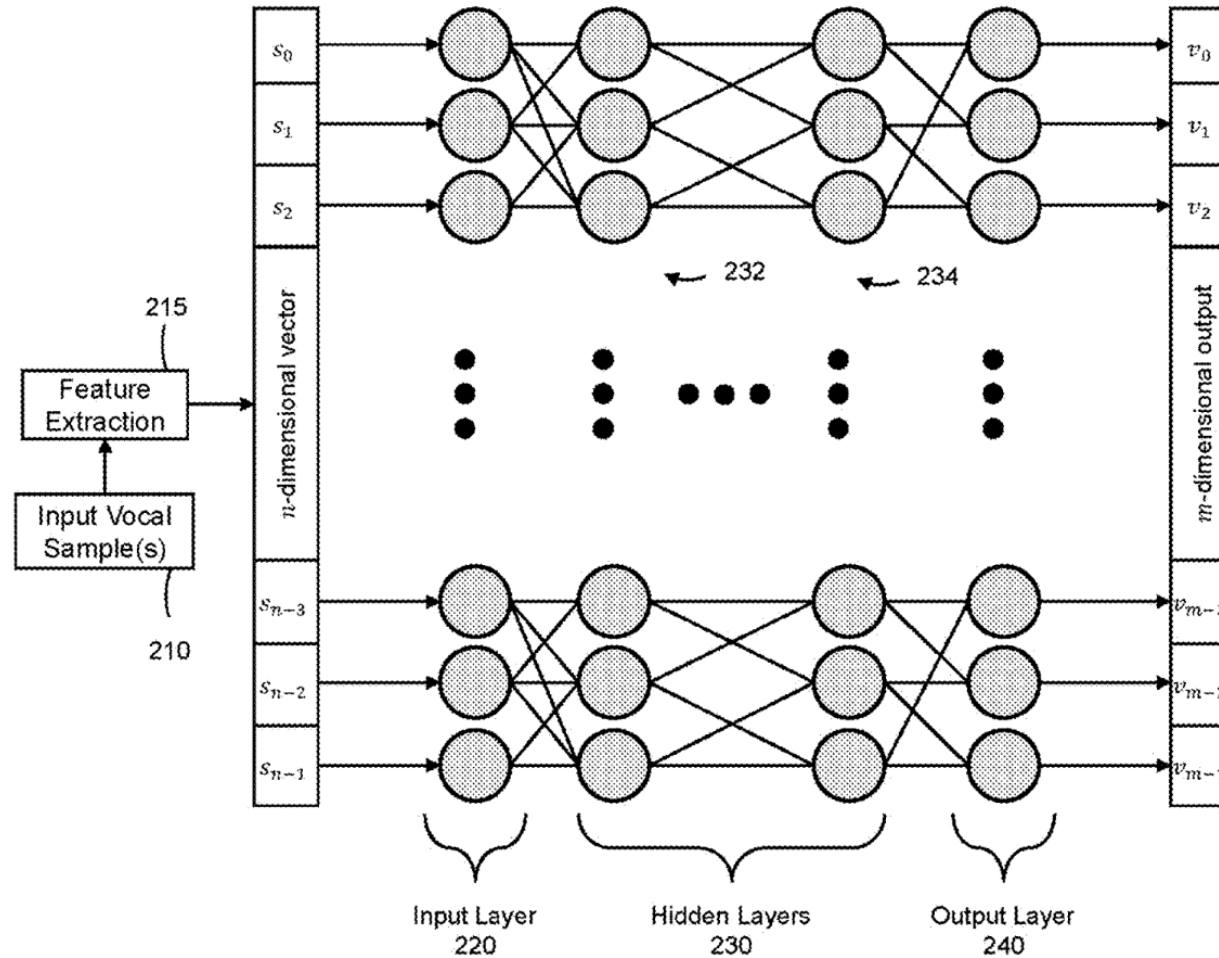 s₀
s₁
s₂
n-dimensional vector
sₙ₋₃
sₙ₋₂
sₙ₋₁
215
Feature
Extraction
Input Vocal
Sample(s)
210
232
234
v₀
v₁
v₂
m-dimensional output
Input Layer
220
Hidden Layers
230
Output Layer
240